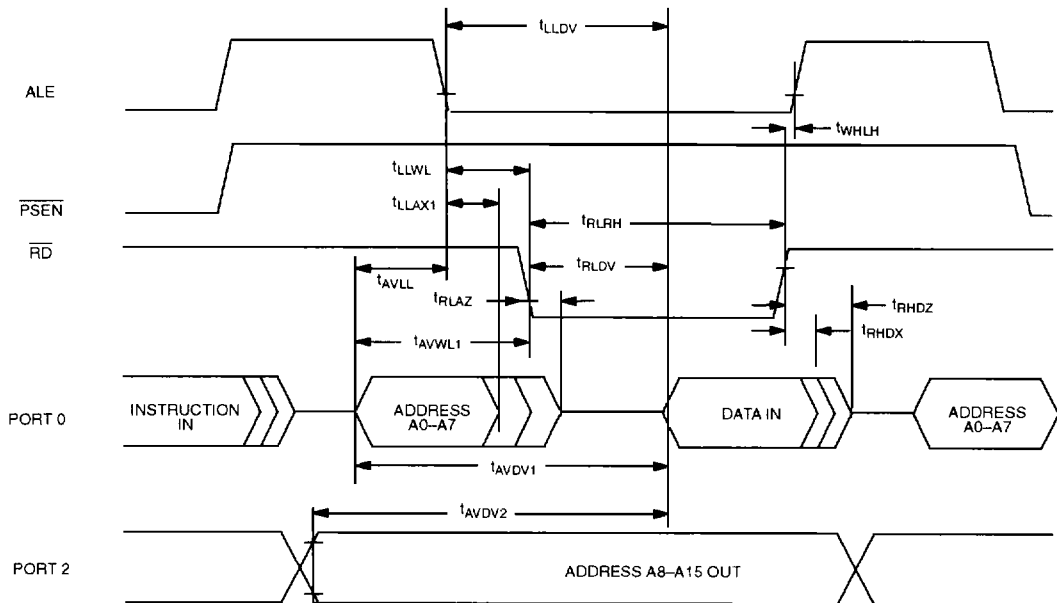 tLLDV
ALE
tWHLH
tLLWL
tLLAX1
PSEN
tRLRH
RD
tRLDV
tAVLL
tRLAZ
tRHDZ
tRHDX
tAVWL1
PORT 0
INSTRUCTION
IN
ADDRESS
A0–A7
DATA IN
ADDRESS
A0–A7
tAVDV1
tAVDV2
PORT 2
ADDRESS A8–A15 OUT